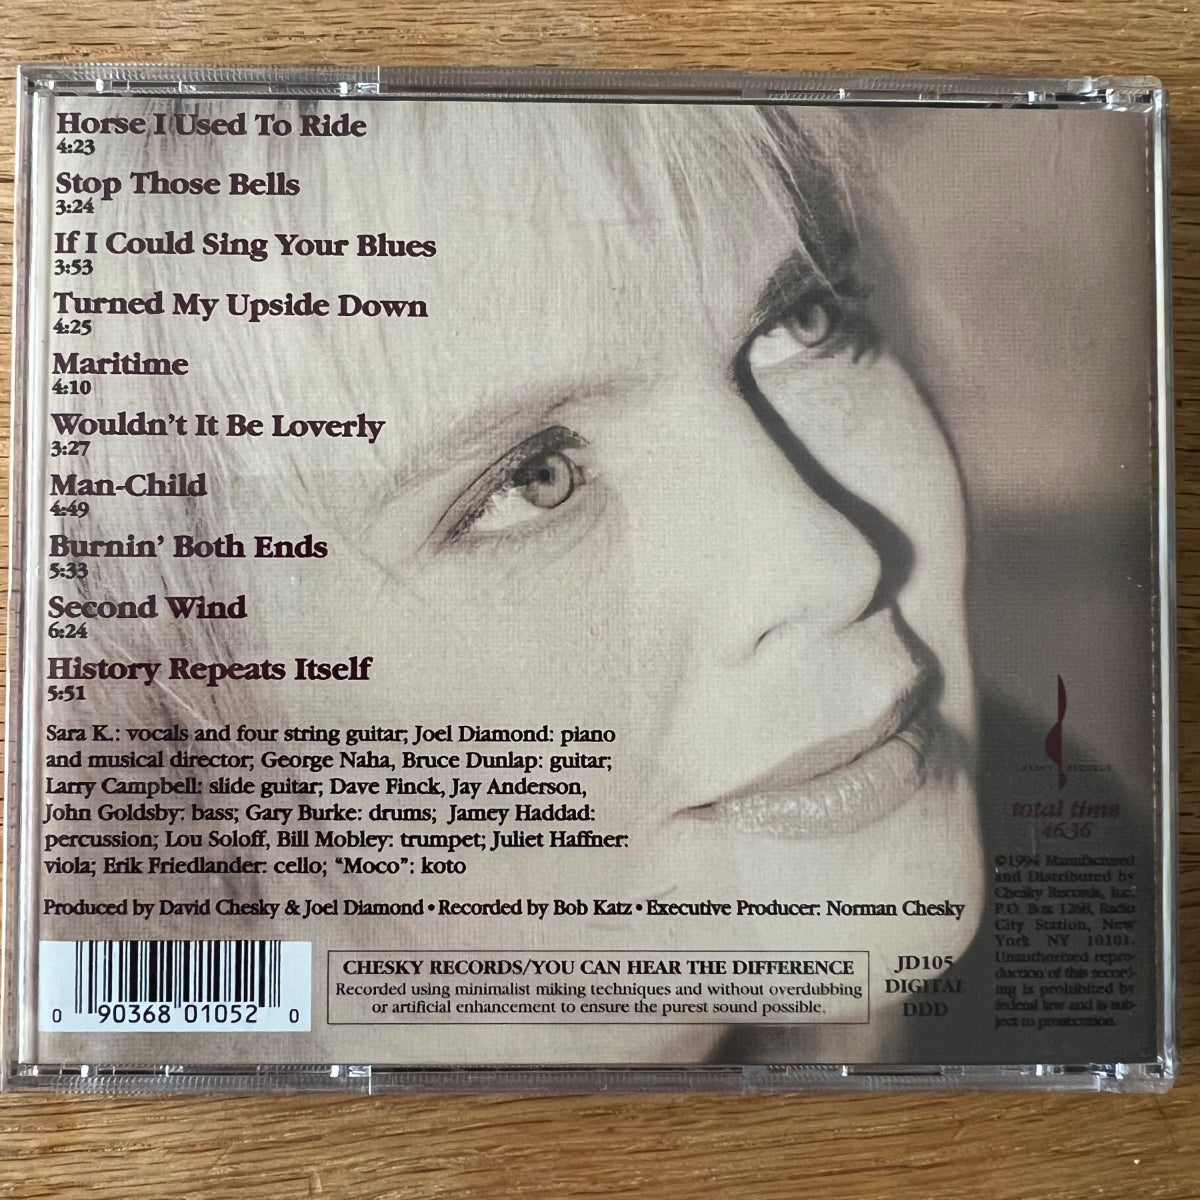 Horse I Used To Ride
4:23
Stop Those Bells
3:24
If I Could Sing Your Blues
3:53
Turned My Upside Down
4:25
Maritime
4:10
Wouldn't It Be Loverly
3:27
Man-Child
4:49
Burnin' Both Ends
5:33
Second Wind
6:24
History Repeats Itself
5:51
Sara K.: vocals and four string guitar; Joel Diamond: piano
and musical director; George Naha, Bruce Dunlap: guitar;
Larry Campbell: slide guitar; Dave Finck, Jay Anderson,
John Goldsby: bass; Gary Burke: drums; Jamey Haddad:
percussion; Lou Soloff, Bill Mobley: trumpet; Juliet Haffner:
viola; Erik Friedlander: cello; "Moco": koto
Produced by David Chesky & Joel Diamond • Recorded by Bob Katz • Executive Producer: Norman Chesky
0 90368 01052 0
CHESKY RECORDS/YOU CAN HEAR THE DIFFERENCE
Recorded using minimalist miking techniques and without overdubbing
or artificial enhancement to ensure the purest sound possible.
JD105
DIGITAL
DDD
CHESKY RECORDS
total time
46:36
©1994 Manufactured
and Distributed by
Chesky Records, Inc.
P.O. Box 1268, Radio
City Station, New
York NY 10101.
Unauthorized repro-
duction of this record-
ing is prohibited by
federal law and is sub-
ject to prosecution.